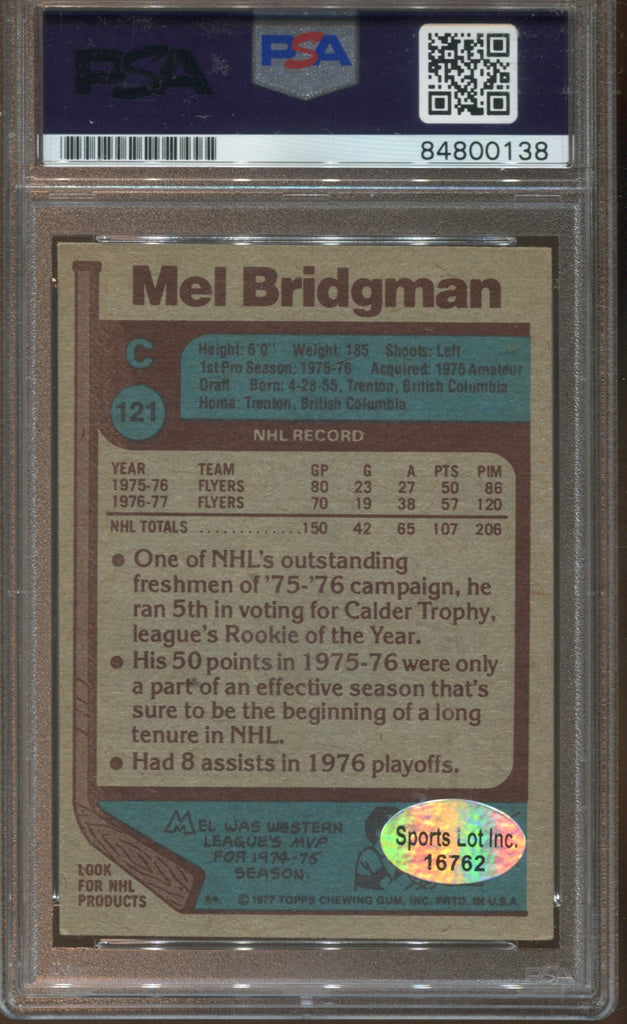 PSA PSA
84800138
Mel Bridgman
C
121
Height: 6'0" Weight: 185 Shoots: Left
1st Pro Season: 1975-76 Acquired: 1975 Amateur
Draft Born: 4-28-55, Trenton, British Columbia
Home: Trenton, British Columbia
NHL RECORD
YEAR TEAM GP G A PTS PIM
1975-76 FLYERS 80 23 27 50 86
1976-77 FLYERS 70 19 38 57 120
NHL TOTALS .............150 42 65 107 206
• One of NHL's outstanding
freshmen of '75-'76 campaign, he
ran 5th in voting for Calder Trophy,
league's Rookie of the Year.
• His 50 points in 1975-76 were only
a part of an effective season that's
sure to be the beginning of a long
tenure in NHL.
• Had 8 assists in 1976 playoffs.
MEL WAS WESTERN
LEAGUE'S MVP
FOR 1974-75
SEASON.
Sports Lot Inc.
16762
LOOK
FOR NHL
PRODUCTS
A* © 1977 TOPPS CHEWING GUM, INC. PRTD. IN U.S.A.
PSA